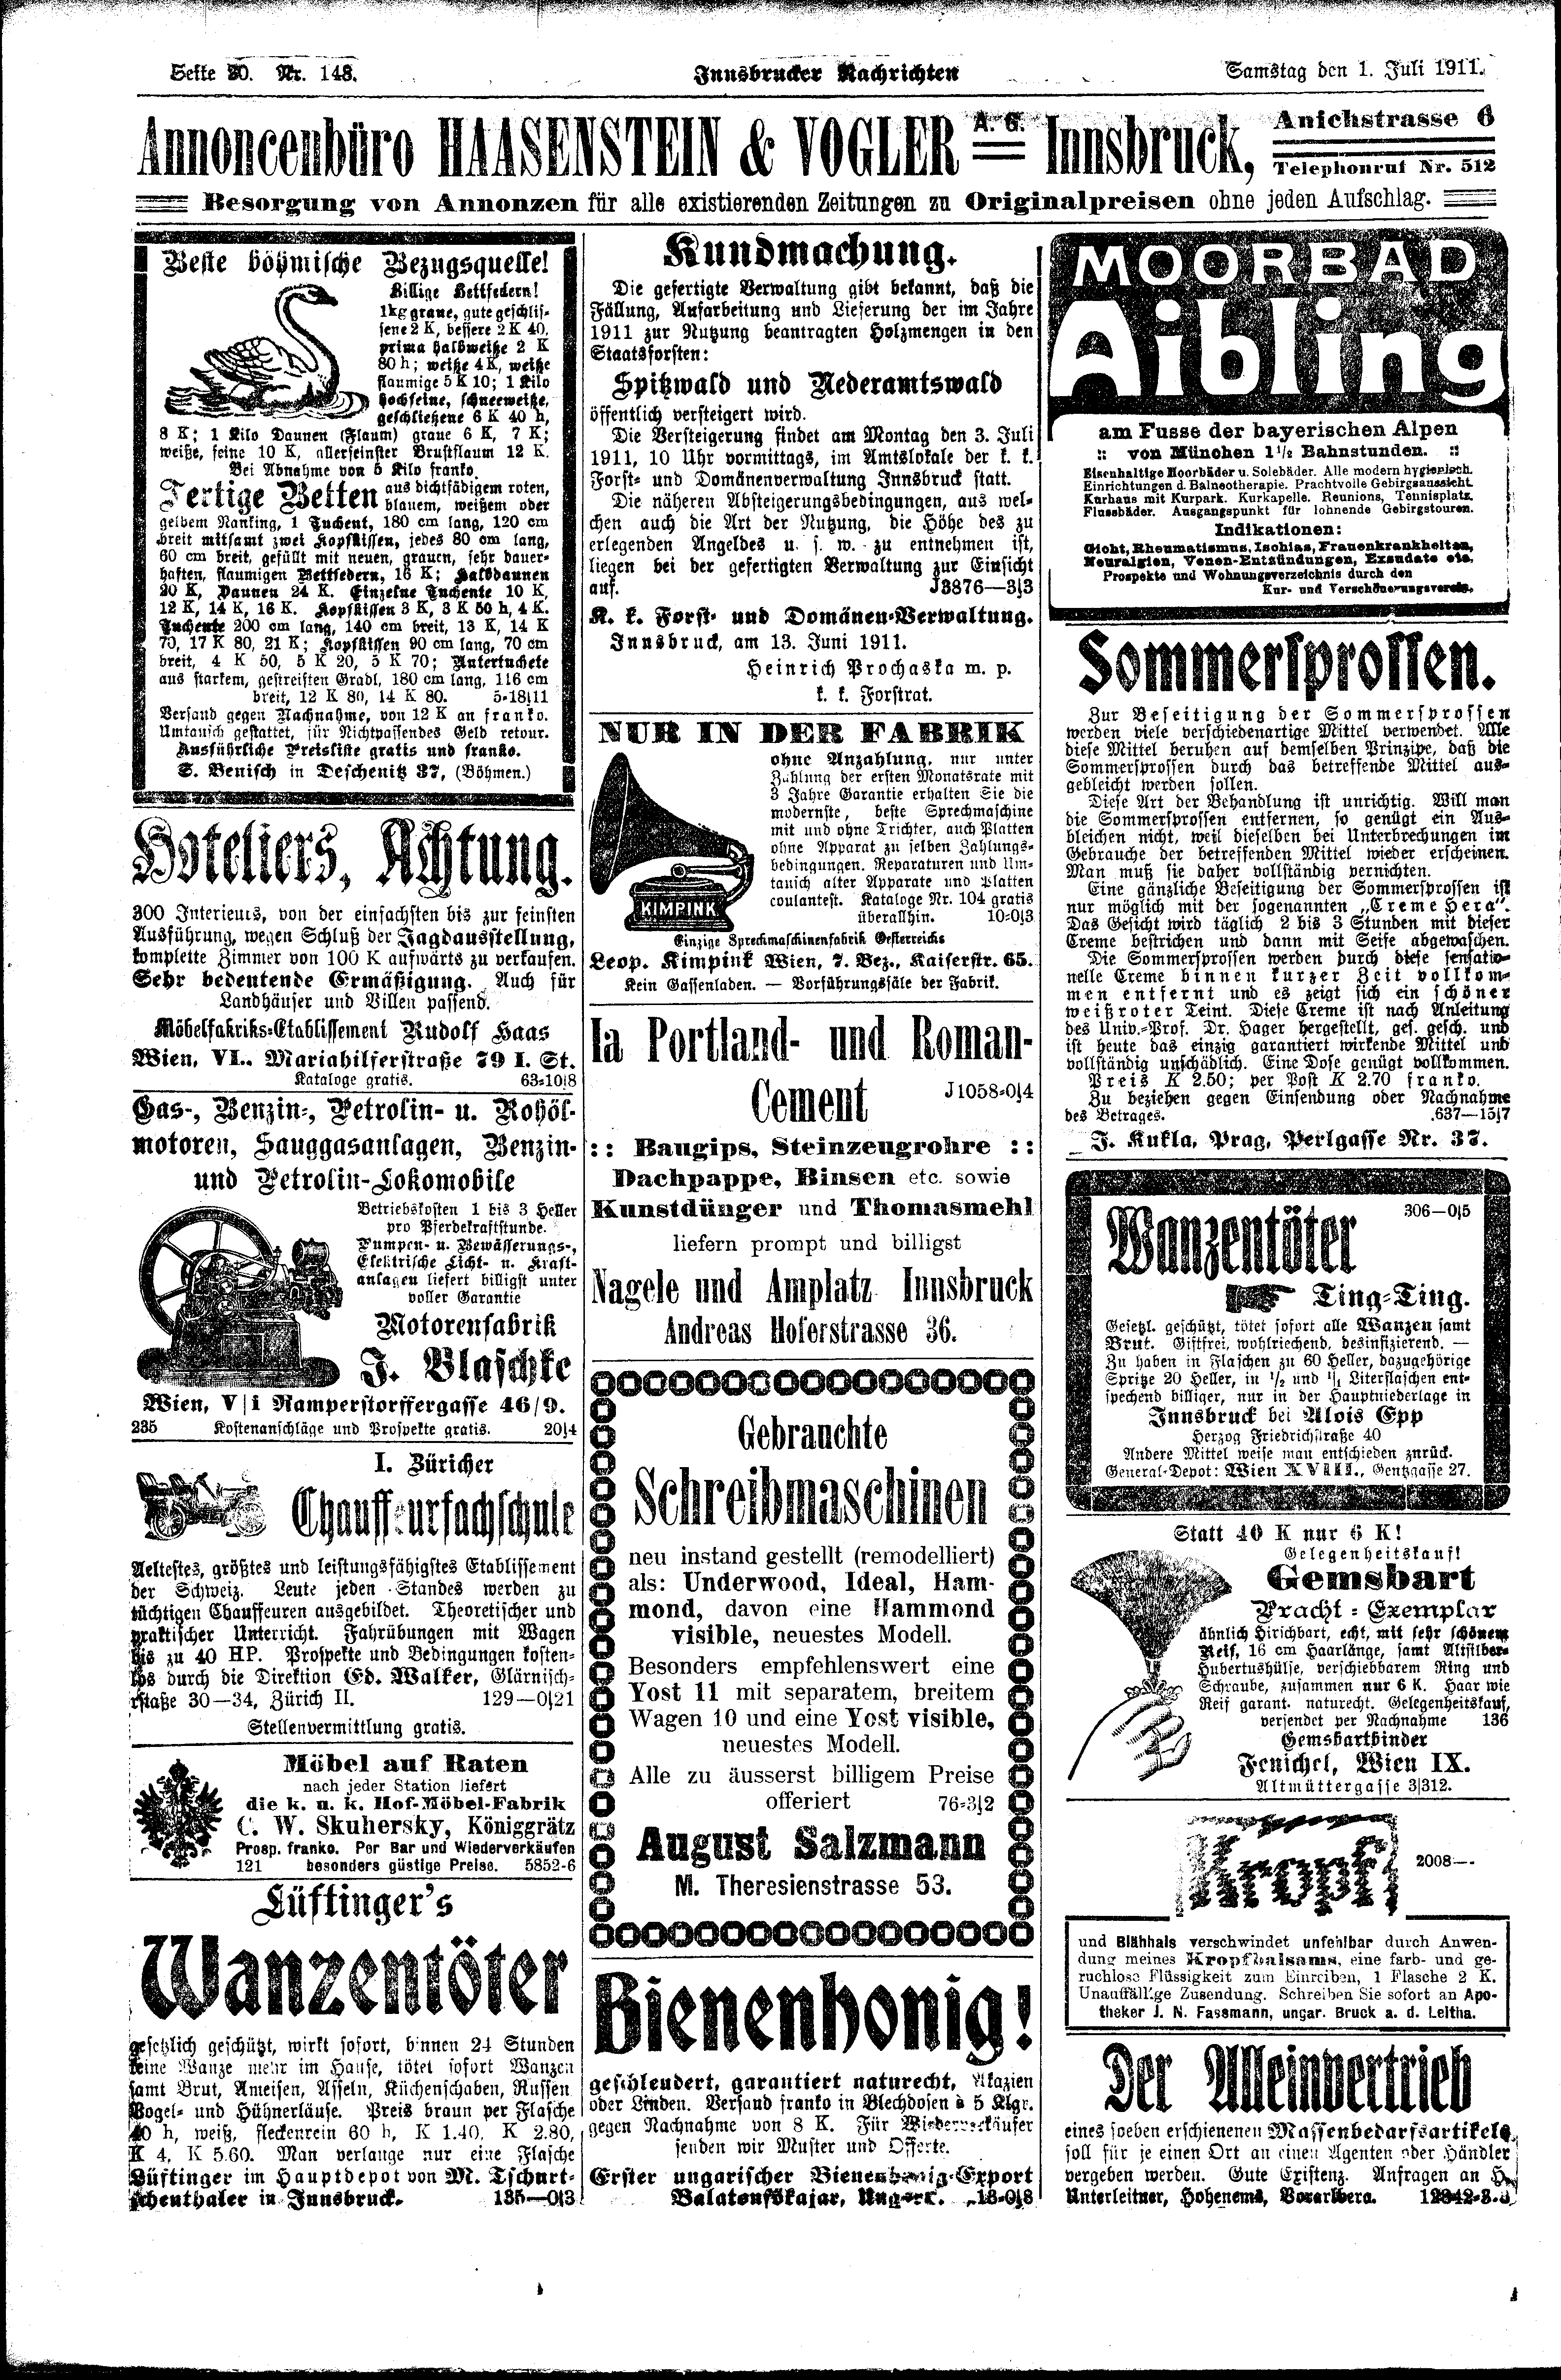 Seite 20. Nr. 148.
Innsbrucker Nachrichten
Samstag den 1. Juli 1911.
Annoncenbüro HAASENSTEIN & VOGLER A. G. Innsbruck, Anichstrasse 6
Telephonruf Nr. 512
Besorgung von Annonzen für alle existierenden Zeitungen zu Originalpreisen ohne jeden Aufschlag.
Beste böhmische Bezugsquelle!
Billige Bettfedern!
1 kg graue, gute geschlis-
sene 2 K, bessere 2 K 40,
prima halbweiße 2 K
80 h; weiße 4 K, weiße
flaumige 5 K 10; 1 Kilo
hochfeine, schneeweiße,
geschließene 6 K 40 h,
8 K; 1 Kilo Daunen (Flaum) graue 6 K, 7 K;
weiße, feine 10 K, allerfeinster Brustflaum 12 K.
Bei Abnahme von 5 Kilo franko.
Fertige Betten aus dichtfädigem roten,
blauem, weißem oder
gelbem Nanking, 1 Tuchent, 180 cm lang, 120 cm
breit mitsamt zwei Kopfkissen, jedes 80 cm lang,
60 cm breit, gefüllt mit neuen, grauen, sehr dauer-
haften, flaumigen Bettfedern, 16 K; Halbdaunen
20 K, Daunen 24 K. Einzelne Tuchente 10 K,
12 K, 14 K, 16 K. Kopfkissen 3 K, 3 K 50 h, 4 K.
Tuchente 200 cm lang, 140 cm breit, 13 K, 14 K
70, 17 K 80, 21 K; Kopfkissen 90 cm lang, 70 cm
breit, 4 K 50, 5 K 20, 5 K 70; Untertuchete
aus starkem, gestreiften Gradl, 180 cm lang, 116 cm
breit, 12 K 80, 14 K 80. 5-18|11
Versand gegen Nachnahme, von 12 K an franko.
Umtausch gestattet, für Nichtpassendes Geld retour.
Ausführliche Preisliste gratis und franko.
S. Benisch in Deschenitz 37, (Böhmen.)
Hoteliers, Achtung.
300 Interieurs, von der einfachsten bis zur feinsten
Ausführung, wegen Schluß der Jagdausstellung,
komplette Zimmer von 100 K aufwärts zu verkaufen.
Sehr bedeutende Ermäßigung. Auch für
Landhäuser und Villen passend.
Möbelfabriks-Etablissement Rudolf Haas
Wien, VI., Mariahilferstraße 79 I. St.
Kataloge gratis. 63-10|8
Gas-, Benzin-, Petrolin- u. Rohöl-
motoren, Sauggasanlagen, Benzin-
und Petrolin-Lokomobile
Betriebskosten 1 bis 3 Heller
pro Pferdekraftstunde.
Pumpen- u. Bewässerungs-,
Elektrische Licht- u. Kraft-
anlagen liefert billigst unter
voller Garantie
Motorenfabrik
J. Blaschke
Wien, V|1 Ramperstorffergasse 46/9.
235 Kostenanschläge und Prospekte gratis. 20|4
I. Züricher
Chauffeurfachschule
Aeltestes, größtes und leistungsfähigstes Etablissement
der Schweiz. Leute jeden Standes werden zu
tüchtigen Chauffeuren ausgebildet. Theoretischer und
praktischer Unterricht. Fahrübungen mit Wagen
bis zu 40 HP. Prospekte und Bedingungen kosten-
los durch die Direktion Ed. Walker, Glärnisch-
straße 30—34, Zürich II. 129—0|21
Stellenvermittlung gratis.
Möbel auf Raten
nach jeder Station liefert
die k. u. k. Hof-Möbel-Fabrik
C. W. Skuhersky, Königgrätz
Prosp. franko. Per Bar und Wiederverkäufen
121 besonders güstige Preise. 5852-6
Lüftinger's
Wanzentöter
gesetzlich geschützt, wirkt sofort, binnen 24 Stunden
keine Wanze mehr im Hause, tötet sofort Wanzen
samt Brut, Ameisen, Asseln, Küchenschaben, Russen
Vogel- und Hühnerläuse. Preis braun per Flasche
40 h, weiß, fleckenrein 60 h, K 1.40, K 2.80,
K 4, K 5.60. Man verlange nur eine Flasche
Lüftinger im Hauptdepot von M. Tschurt-
schenthaler in Innsbruck. 135—0|3
Kundmachung.
Die gefertigte Verwaltung gibt bekannt, daß die
Fällung, Aufarbeitung und Lieferung der im Jahre
1911 zur Nutzung beantragten Holzmengen in den
Staatsforsten:
Spitzwald und Nederamtswald
öffentlich versteigert wird.
Die Versteigerung findet am Montag den 3. Juli
1911, 10 Uhr vormittags, im Amtslokale der k. k.
Forst- und Domänenverwaltung Innsbruck statt.
Die näheren Absteigerungsbedingungen, aus wel-
chen auch die Art der Nutzung, die Höhe des zu
erlegenden Angeldes u. s. w. zu entnehmen ist,
liegen bei der gefertigten Verwaltung zur Einsicht
auf. J3876—3|3
K. k. Forst- und Domänen-Verwaltung.
Innsbruck, am 13. Juni 1911.
Heinrich Prochaska m. p.
k. k. Forstrat.
NUR IN DER FABRIK
ohne Anzahlung, nur unter
Zahlung der ersten Monatsrate mit
3 Jahre Garantie erhalten Sie die
modernste, beste Sprechmaschine
mit und ohne Trichter, auch Platten
ohne Apparat zu selben Zahlungs-
bedingungen. Reparaturen und Um-
tausch alter Apparate und Platten
coulantest. Kataloge Nr. 104 gratis
überallhin. 10-0|3
KIMPINK
Einzige Sprechmaschinenfabrik Oesterreichs
Leop. Kimpink Wien, 7. Bez., Kaiserstr. 65.
Kein Gassenladen. — Vorführungssäle der Fabrik.
Ia Portland- und Roman-
Cement J1058-0|4
:: Baugips, Steinzeugrohre ::
Dachpappe, Binsen etc. sowie
Kunstdünger und Thomasmehl
liefern prompt und billigst
Nagele und Amplatz Innsbruck
Andreas Hoferstrasse 36.
Gebrauchte
Schreibmaschinen
neu instand gestellt (remodelliert)
als: Underwood, Ideal, Ham-
mond, davon eine Hammond
visible, neuestes Modell.
Besonders empfehlenswert eine
Yost 11 mit separatem, breitem
Wagen 10 und eine Yost visible,
neuestes Modell.
Alle zu äusserst billigem Preise
offeriert 76-3|2
August Salzmann
M. Theresienstrasse 53.
Bienenhonig!
geschleudert, garantiert naturecht, Akazien
oder Linden. Versand franko in Blechdosen à 5 Klgr.
gegen Nachnahme von 8 K. Für Wiederverkäufer
senden wir Muster und Offerte.
Erster ungarischer Bienenhonig-Export
Balatonfökajar, Ungarn. 13-0|8
MOORBAD
Aibling
am Fusse der bayerischen Alpen
:: von München 1 1/2 Bahnstunden. ::
Eisenhaltige Moorbäder u. Solebäder. Alle modern hygienisch.
Einrichtungen d. Balneotherapie. Prachtvolle Gebirgsaussicht.
Kurhaus mit Kurpark. Kurkapelle. Reunions, Tennisplatz.
Flussbäder. Ausgangspunkt für lohnende Gebirgstouren.
Indikationen:
Gicht, Rheumatismus, Ischias, Frauenkrankheiten,
Neuralgien, Venen-Entzündungen, Exsudate etc.
Prospekte und Wohnungsverzeichnis durch den
Kur- und Verschönerungsverein.
Sommersprossen.
Zur Beseitigung der Sommersprossen
werden viele verschiedenartige Mittel verwendet. Alle
diese Mittel beruhen auf demselben Prinzipe, daß die
Sommersprossen durch das betreffende Mittel aus-
gebleicht werden sollen.
Diese Art der Behandlung ist unrichtig. Will man
die Sommersprossen entfernen, so genügt ein Aus-
bleichen nicht, weil dieselben bei Unterbrechungen im
Gebrauche der betreffenden Mittel wieder erscheinen.
Man muß sie daher vollständig vernichten.
Eine gänzliche Beseitigung der Sommersprossen ist
nur möglich mit der sogenannten „Creme Hera".
Das Gesicht wird täglich 2 bis 3 Stunden mit dieser
Creme bestrichen und dann mit Seife abgewaschen.
Die Sommersprossen werden durch diese sensatio-
nelle Creme binnen kurzer Zeit vollkom-
men entfernt und es zeigt sich ein schöner
weißroter Teint. Diese Creme ist nach Anleitung
des Univ.-Prof. Dr. Hager hergestellt, ges. gesch. und
ist heute das einzig garantiert wirkende Mittel und
vollständig unschädlich. Eine Dose genügt vollkommen.
Preis K 2.50; per Post K 2.70 franko.
Zu beziehen gegen Einsendung oder Nachnahme
des Betrages. 637—15|7
J. Kukla, Prag, Perlgasse Nr. 37.
306—0|5
Wanzentöter
Ting-Ting.
Gesetzl. geschützt, tötet sofort alle Wanzen samt
Brut. Giftfrei, wohlriechend, desinfizierend. —
Zu haben in Flaschen zu 60 Heller, dazugehörige
Spritze 20 Heller, in 1/2 und 1/1 Literflaschen ent-
sprechend billiger, nur in der Hauptniederlage in
Innsbruck bei Alois Epp
Herzog Friedrichstraße 40
Andere Mittel weise man entschieden zurück.
General-Depot: Wien XVIII., Gentzgasse 27.
Statt 40 K nur 6 K!
Gelegenheitskauf!
Gemsbart
Pracht-Exemplar
ähnlich Hirschbart, echt, mit sehr schönem
Reif, 16 cm Haarlänge, samt Altsilber-
Hubertushülse, verschiebbarem Ring und
Schraube, zusammen nur 6 K. Haar wie
Reif garant. naturecht. Gelegenheitskauf,
versendet per Nachnahme 136
Gemsbartbinder
Fenichel, Wien IX.
Altmüttergasse 3/312.
Kropf
2008—
und Blähhals verschwindet unfehlbar durch Anwen-
dung meines Kropfbalsams, eine farb- und ge-
ruchlose Flüssigkeit zum Einreiben, 1 Flasche 2 K.
Unauffällige Zusendung. Schreiben Sie sofort an Apo-
theker J. N. Fassmann, ungar. Bruck a. d. Leitha.
Der Alleinvertrieb
eines soeben erschienenen Massenbedarfsartikels
soll für je einen Ort an einen Agenten oder Händler
vergeben werden. Gute Existenz. Anfragen an H.
Unterleitner, Hohenems, Vorarlberg.